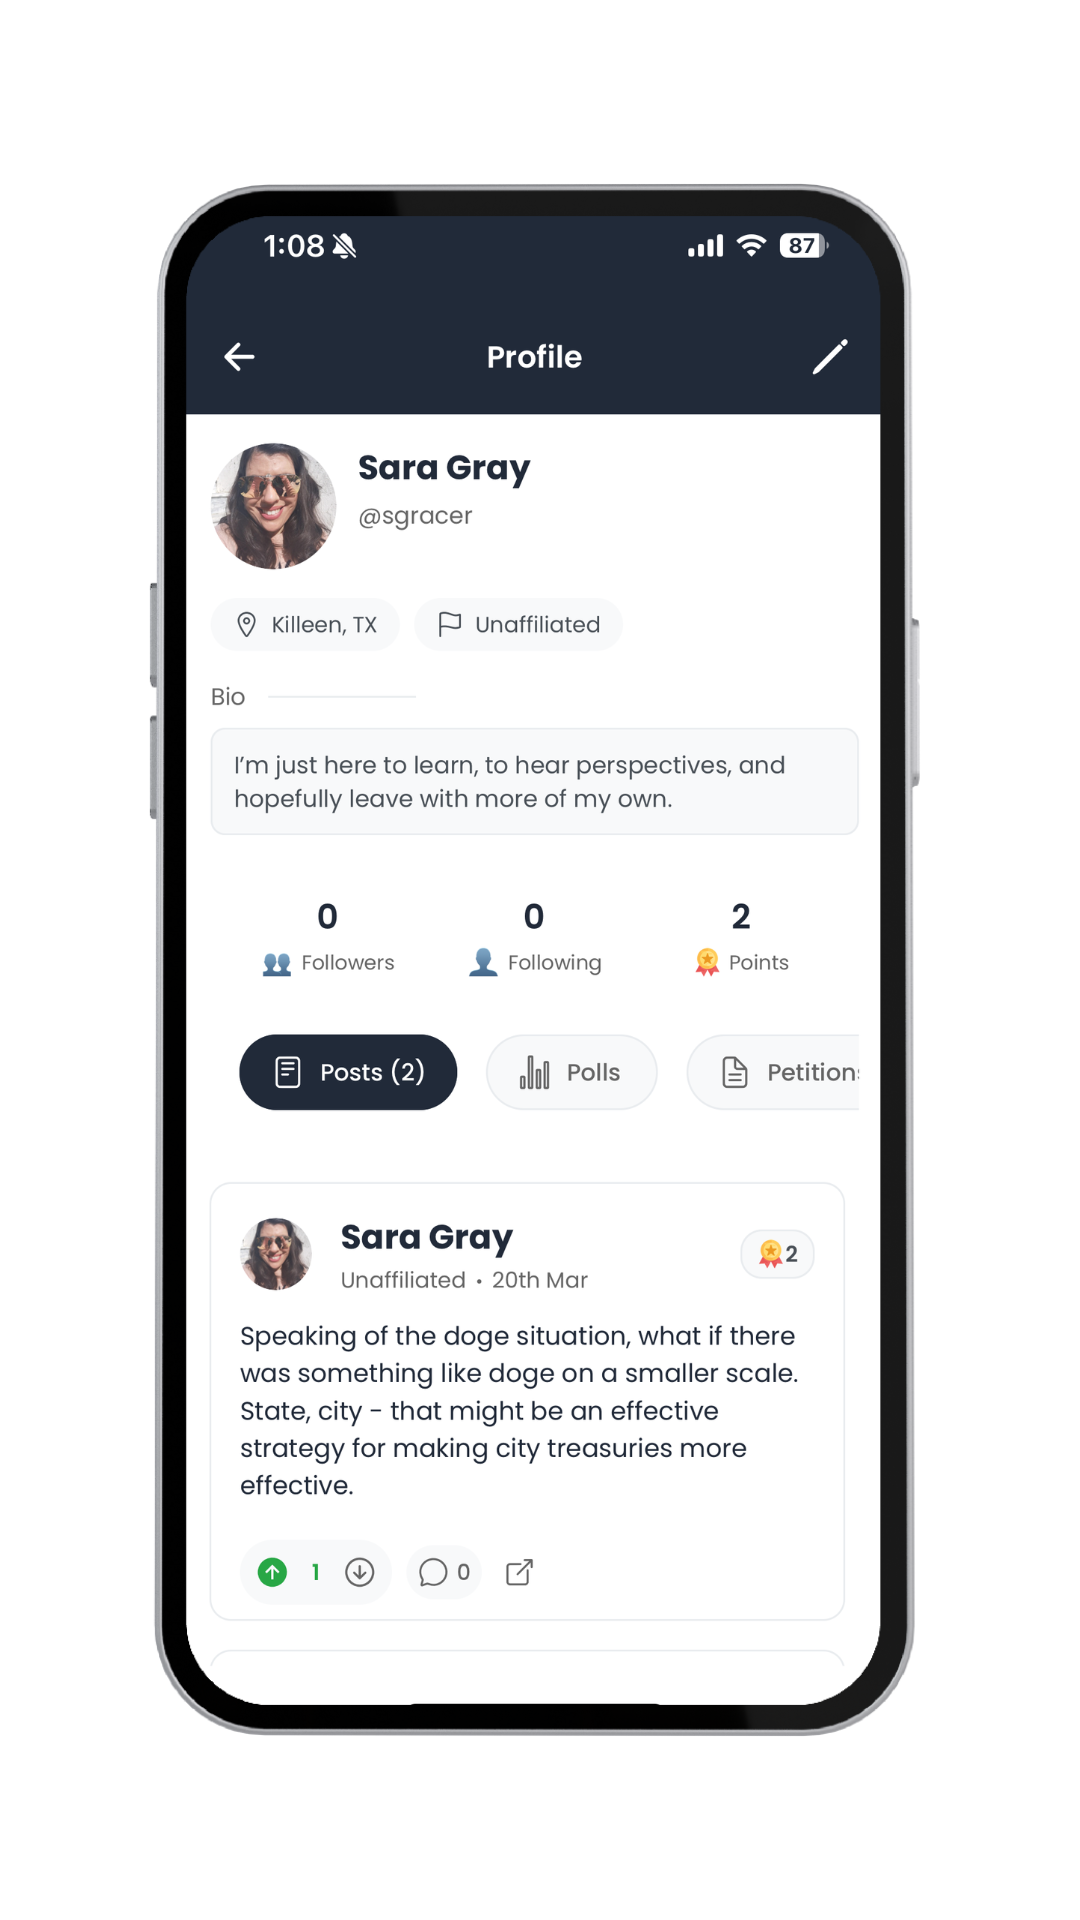 1:08
87
Profile
Sara Gray
@sgracer
Killeen, TX
Unaffiliated
Bio
I'm just here to learn, to hear perspectives, and
hopefully leave with more of my own.
0
0
2
Followers
Following
Points
Posts (2)
Polls
Petitions
Sara Gray
2
Unaffiliated • 20th Mar
Speaking of the doge situation, what if there
was something like doge on a smaller scale.
State, city - that might be an effective
strategy for making city treasuries more
effective.
1
0